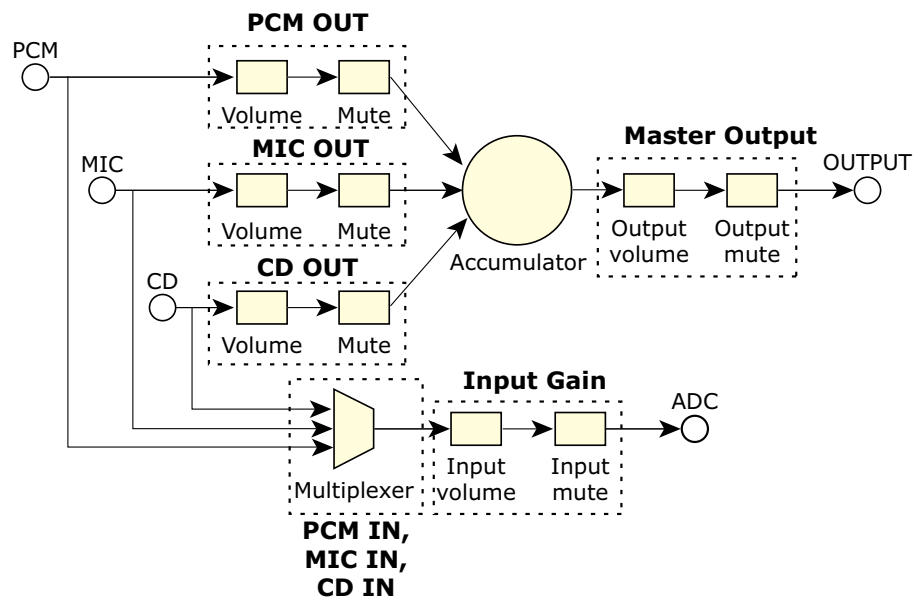 PCM OUT
PCM
Volume
Mute
MIC OUT
MIC
Volume
Mute
Master Output
OUTPUT
Output
volume
Output
mute
Accumulator
CD OUT
CD
Volume
Mute
Input Gain
ADC
Input
volume
Input
mute
Multiplexer
PCM IN,
MIC IN,
CD IN